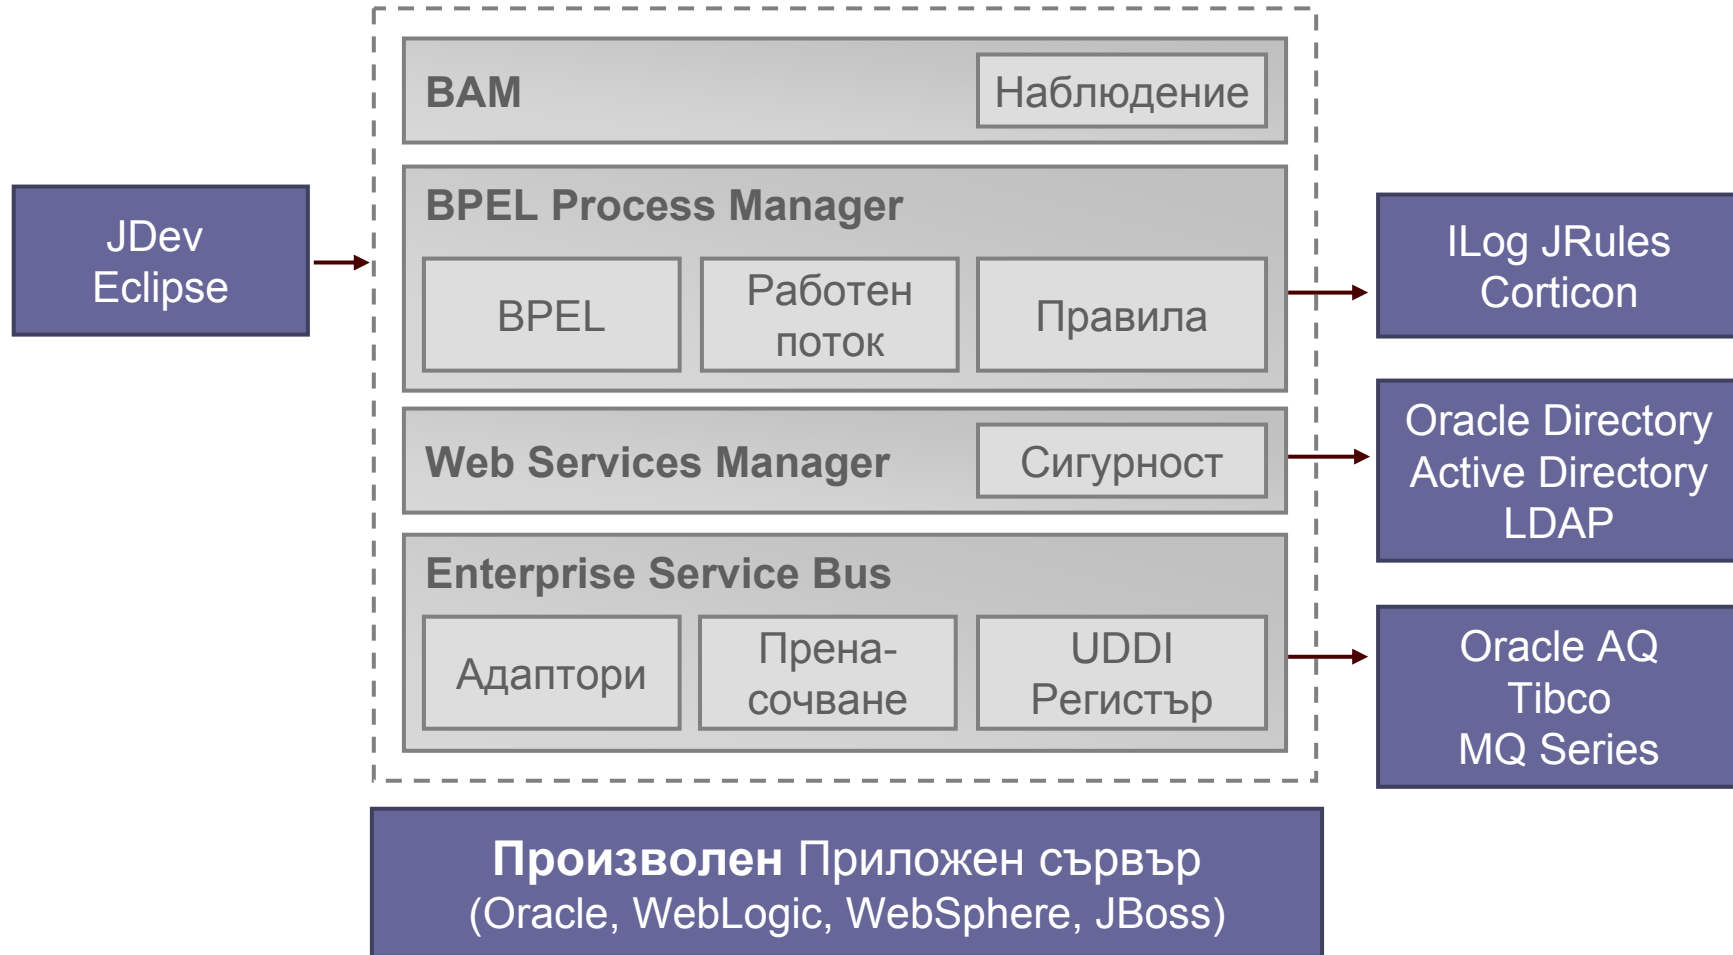 BAM
Наблюдение
JDev
Eclipse
BPEL Process Manager
BPEL
Работен
поток
Правила
ILog JRules
Corticon
Web Services Manager
Сигурност
Oracle Directory
Active Directory
LDAP
Enterprise Service Bus
Адаптори
Прена-
сочване
UDDI
Регистър
Oracle AQ
Tibco
MQ Series
Произволен Приложен сървър
(Oracle, WebLogic, WebSphere, JBoss)